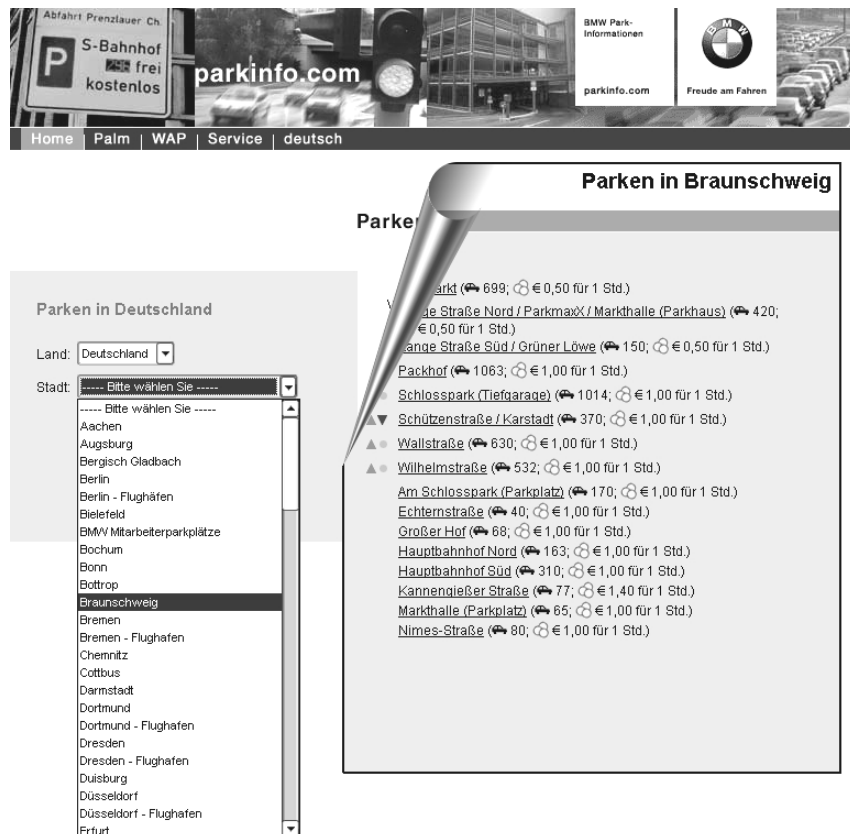 Abfahrt Prenzlauer Ch.
P
S-Bahnhof
296 frei
kostenlos
parkinfo.com
BMW Park-
Informationen
parkinfo.com
BMW
Freude am Fahren
Home | Palm | WAP | Service | deutsch
Parken in Braunschweig
Parke
Parken in Deutschland
Land: Deutschland
Stadt: ----- Bitte wählen Sie -----
----- Bitte wählen Sie -----
Aachen
Augsburg
Bergisch Gladbach
Berlin
Berlin - Flughäfen
Bielefeld
BMW Mitarbeiterparkplätze
Bochum
Bonn
Bottrop
Braunschweig
Bremen
Bremen - Flughafen
Chemnitz
Cottbus
Darmstadt
Dortmund
Dortmund - Flughafen
Dresden
Dresden - Flughafen
Duisburg
Düsseldorf
Düsseldorf - Flughafen
Erfurt
arkt (699; € 0,50 für 1 Std.)
ge Straße Nord / ParkmaxX / Markthalle (Parkhaus) (420;
€ 0,50 für 1 Std.)
ange Straße Süd / Grüner Löwe (150; € 0,50 für 1 Std.)
Packhof (1063; € 1,00 für 1 Std.)
Schlosspark (Tiefgarage) (1014; € 1,00 für 1 Std.)
Schützenstraße / Karstadt (370; € 1,00 für 1 Std.)
Wallstraße (630; € 1,00 für 1 Std.)
Wilhelmstraße (532; € 1,00 für 1 Std.)
Am Schlosspark (Parkplatz) (170; € 1,00 für 1 Std.)
Echternstraße (40; € 1,00 für 1 Std.)
Großer Hof (68; € 1,00 für 1 Std.)
Hauptbahnhof Nord (163; € 1,00 für 1 Std.)
Hauptbahnhof Süd (310; € 1,00 für 1 Std.)
Kannengießer Straße (77; € 1,40 für 1 Std.)
Markthalle (Parkplatz) (65; € 1,00 für 1 Std.)
Nimes-Straße (80; € 1,00 für 1 Std.)